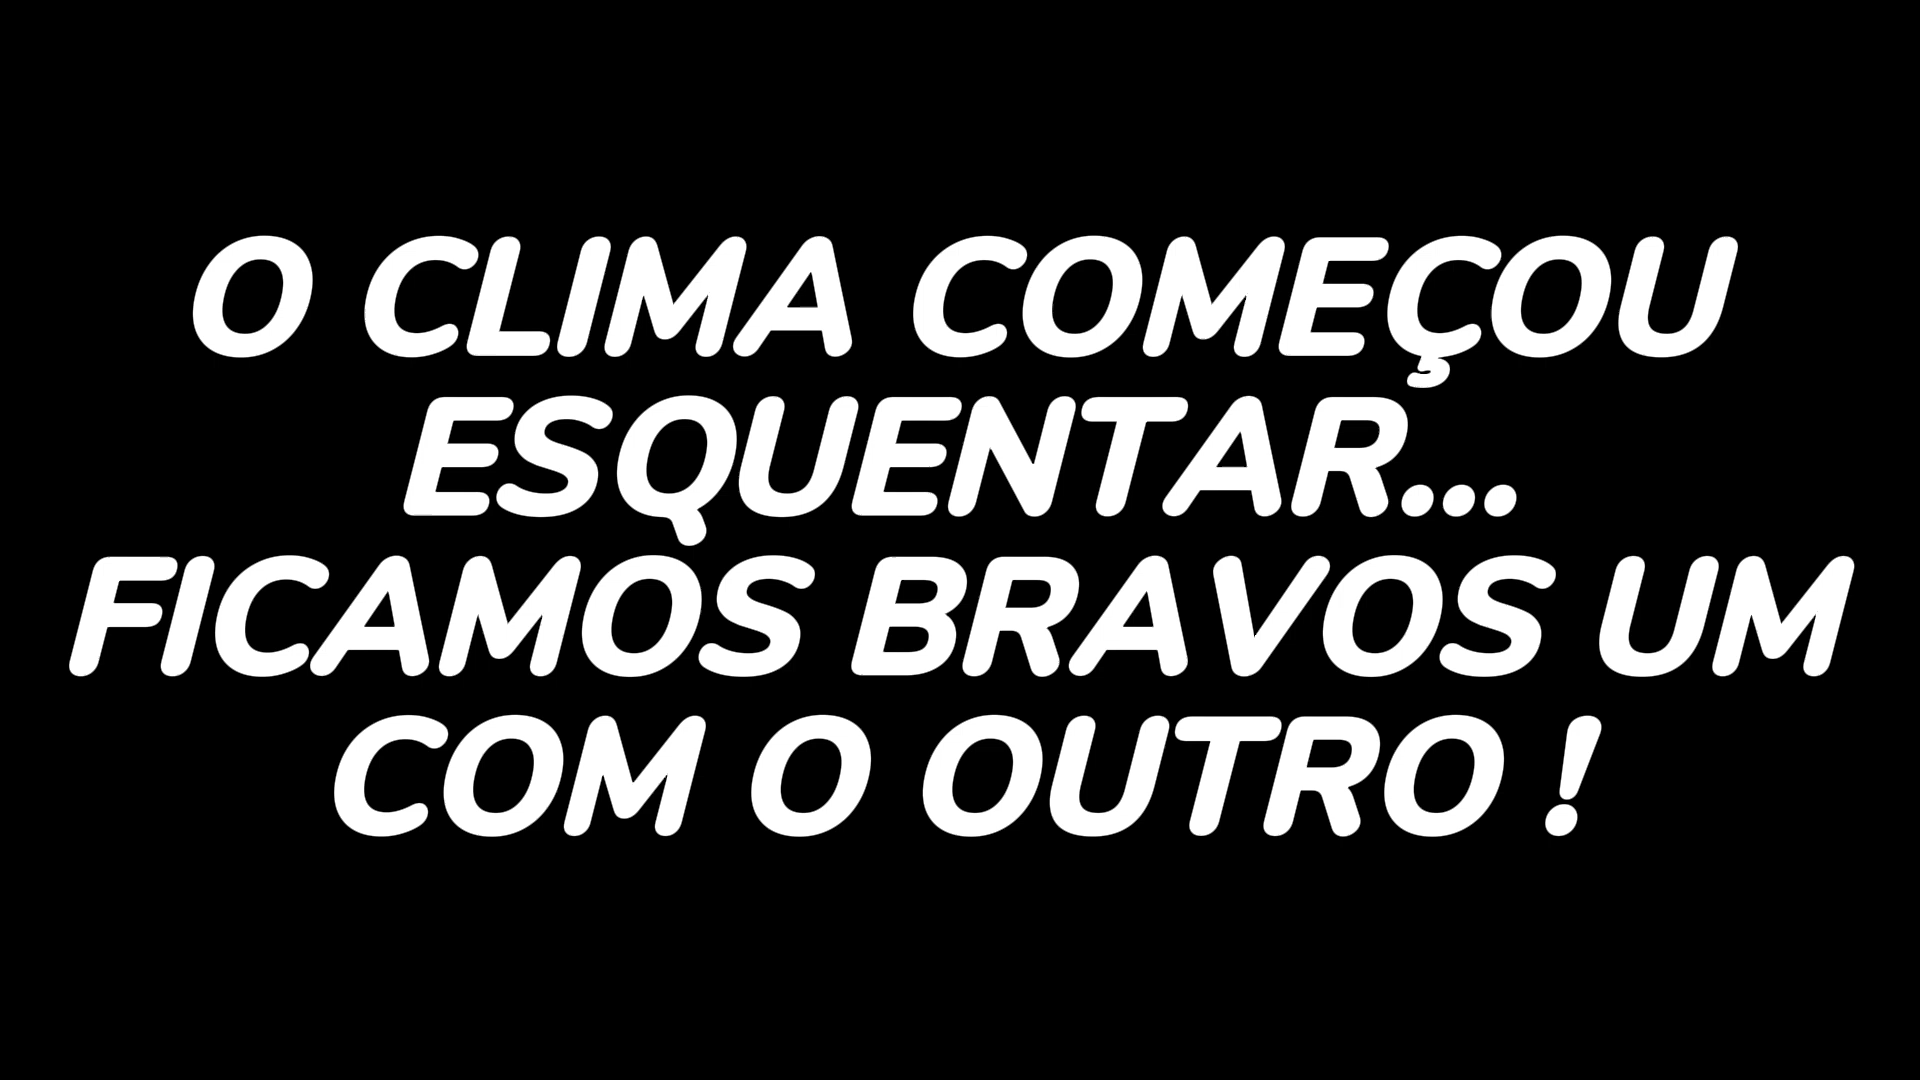 O CLIMA COMEÇOU
ESQUENTAR...
FICAMOS BRAVOS UM
COM O OUTRO !